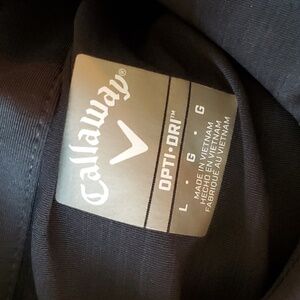 Callaway®
OPTI•DRI™
L • G • G
MADE IN VIETNAM
HECHO EN VIETNAM
FABRIQUÉ AU VIETNAM